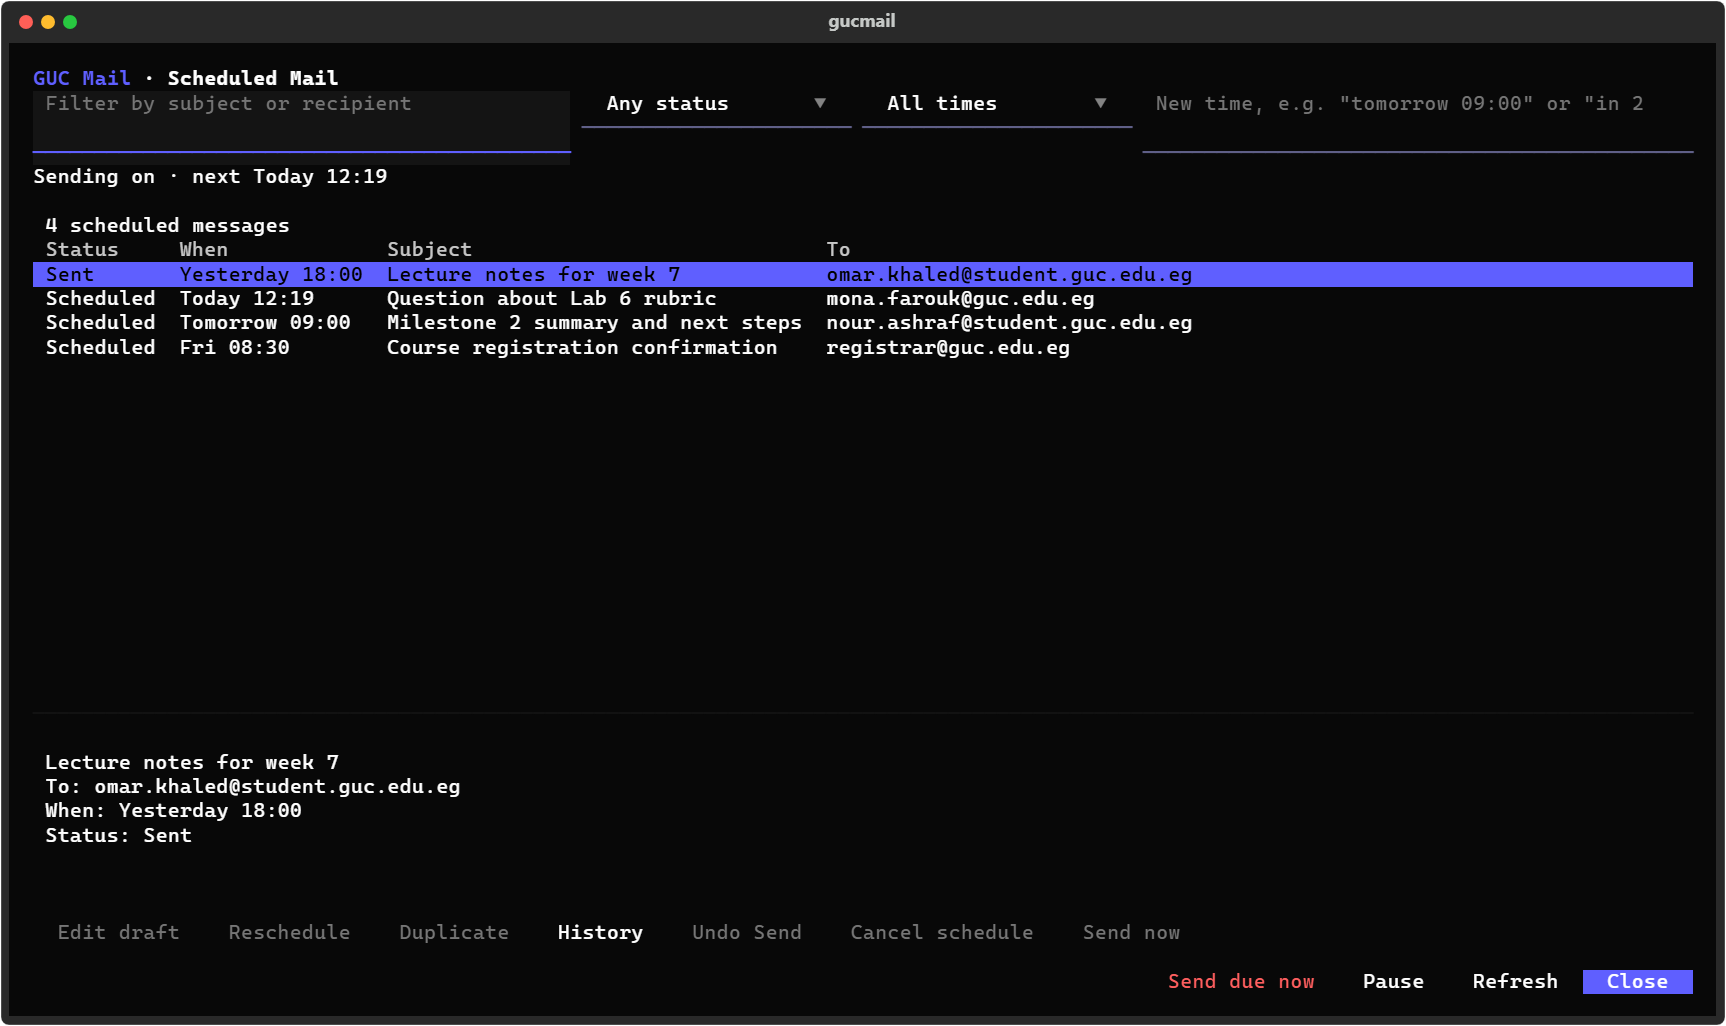 gucmail
GUC Mail · Scheduled Mail
Filter by subject or recipient Any status ▼ All times ▼ New time, e.g. "tomorrow 09:00" or "in 2
Sending on · next Today 12:19
4 scheduled messages
Status When Subject To
Sent Yesterday 18:00 Lecture notes for week 7 omar.khaled@student.guc.edu.eg
Scheduled Today 12:19 Question about Lab 6 rubric mona.farouk@guc.edu.eg
Scheduled Tomorrow 09:00 Milestone 2 summary and next steps nour.ashraf@student.guc.edu.eg
Scheduled Fri 08:30 Course registration confirmation registrar@guc.edu.eg
Lecture notes for week 7
To: omar.khaled@student.guc.edu.eg
When: Yesterday 18:00
Status: Sent
Edit draft Reschedule Duplicate History Undo Send Cancel schedule Send now
Send due now Pause Refresh Close